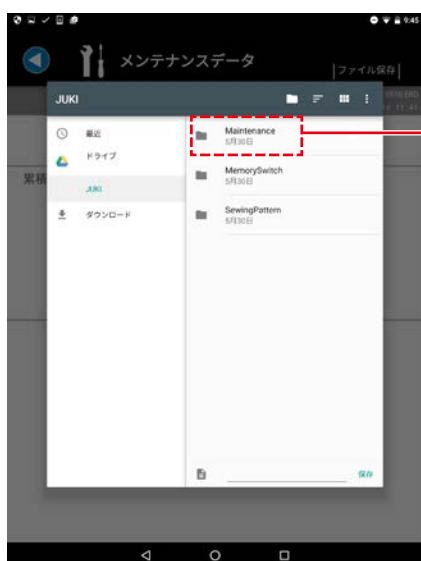 9:45
メンテナンスデータ
ファイル保存
JUKI
最近
Maintenance
5月30日
ドライブ
累積
MemorySwitch
5月30日
JUKI
SewingPattern
5月30日
ダウンロード
保存